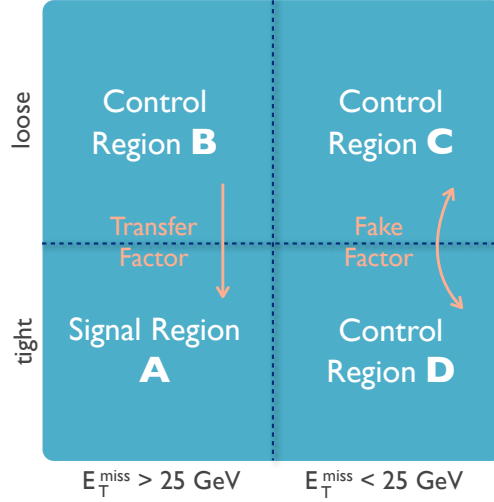 loose
Control
Region B
Control
Region C
Transfer
Factor
Fake
Factor
tight
Signal Region
A
Control
Region D
E_T^miss > 25 GeV
E_T^miss < 25 GeV